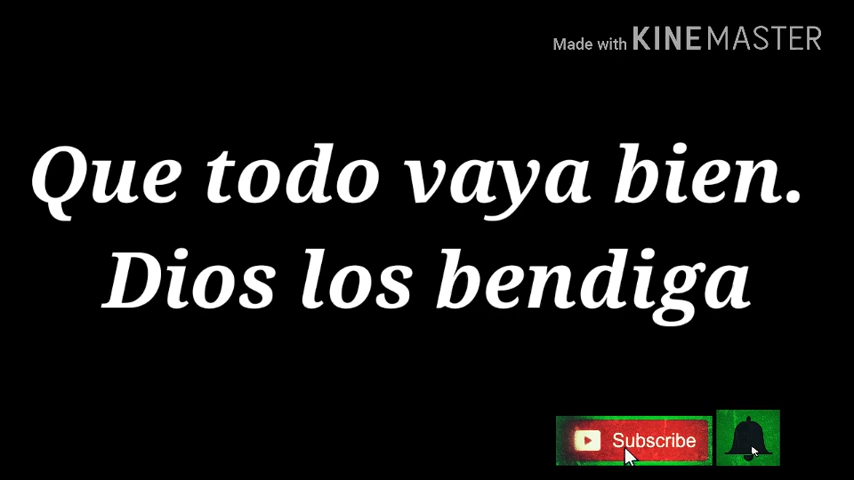 Made with KINEMASTER
Que todo vaya bien.
Dios los bendiga
Subscribe